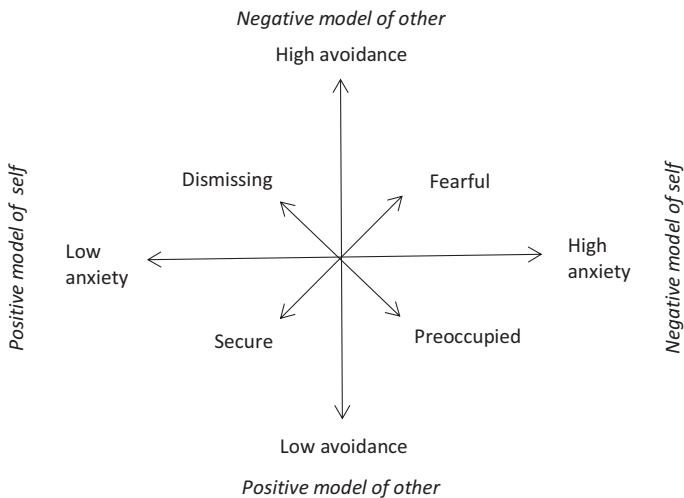 Negative model of other
High avoidance
Positive model of self
Negative model of self
Dismissing
Fearful
Low
anxiety
High
anxiety
Secure
Preoccupied
Low avoidance
Positive model of other